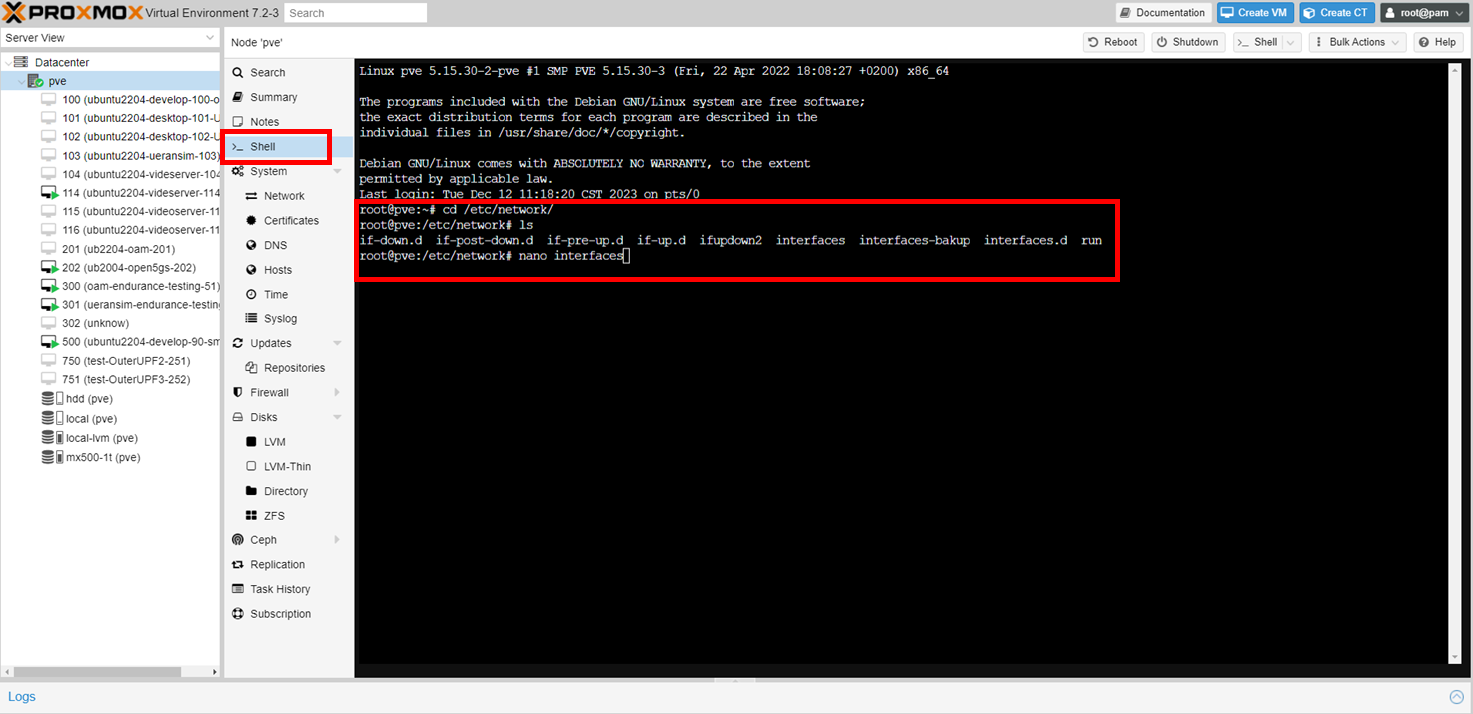 PROXMOX Virtual Environment 7.2-3 Search Documentation Create VM Create CT root@pam
Server View
Node 'pve' Reboot Shutdown >_ Shell Bulk Actions Help
Datacenter
pve
100 (ubuntu2204-develop-100-o
101 (ubuntu2204-desktop-101-U
102 (ubuntu2204-desktop-102-U
103 (ubuntu2204-ueransim-103)
104 (ubuntu2204-videserver-104
114 (ubuntu2204-videserver-114
115 (ubuntu2204-videoserver-11
116 (ubuntu2204-videoserver-11
201 (ub2204-oam-201)
202 (ub2004-open5gs-202)
300 (oam-endurance-testing-51)
301 (ueransim-endurance-testing
302 (unknow)
500 (ubuntu2204-develop-90-sm
750 (test-OuterUPF2-251)
751 (test-OuterUPF3-252)
hdd (pve)
local (pve)
local-lvm (pve)
mx500-1t (pve)
Search
Summary
Notes
>_ Shell
System
Network
Certificates
DNS
Hosts
Time
Syslog
Updates
Repositories
Firewall
Disks
LVM
LVM-Thin
Directory
ZFS
Ceph
Replication
Task History
Subscription
Linux pve 5.15.30-2-pve #1 SMP PVE 5.15.30-3 (Fri, 22 Apr 2022 18:08:27 +0200) x86_64
The programs included with the Debian GNU/Linux system are free software;
the exact distribution terms for each program are described in the
individual files in /usr/share/doc/*/copyright.
Debian GNU/Linux comes with ABSOLUTELY NO WARRANTY, to the extent
permitted by applicable law.
Last login: Tue Dec 12 11:18:20 CST 2023 on pts/0
root@pve:~# cd /etc/network/
root@pve:/etc/network# ls
if-down.d if-post-down.d if-pre-up.d if-up.d ifupdown2 interfaces interfaces-bakup interfaces.d run
root@pve:/etc/network# nano interfaces
Logs